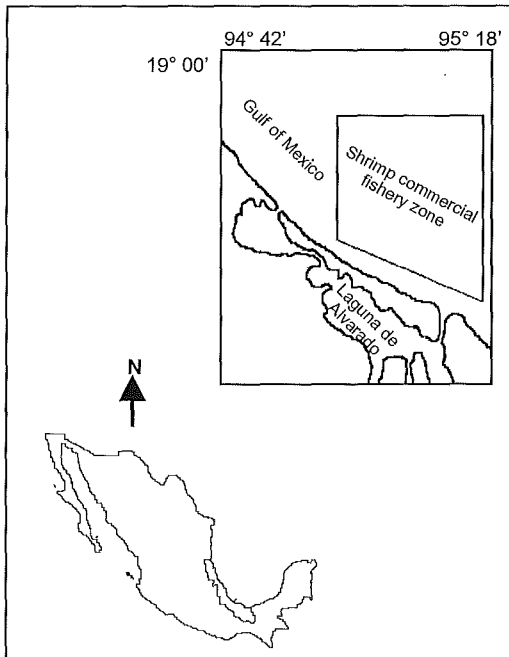 94° 42’ 95° 18’
19° 00’
Gulf of Mexico
Shrimp commercial
fishery zone
Laguna de
Alvarado
N